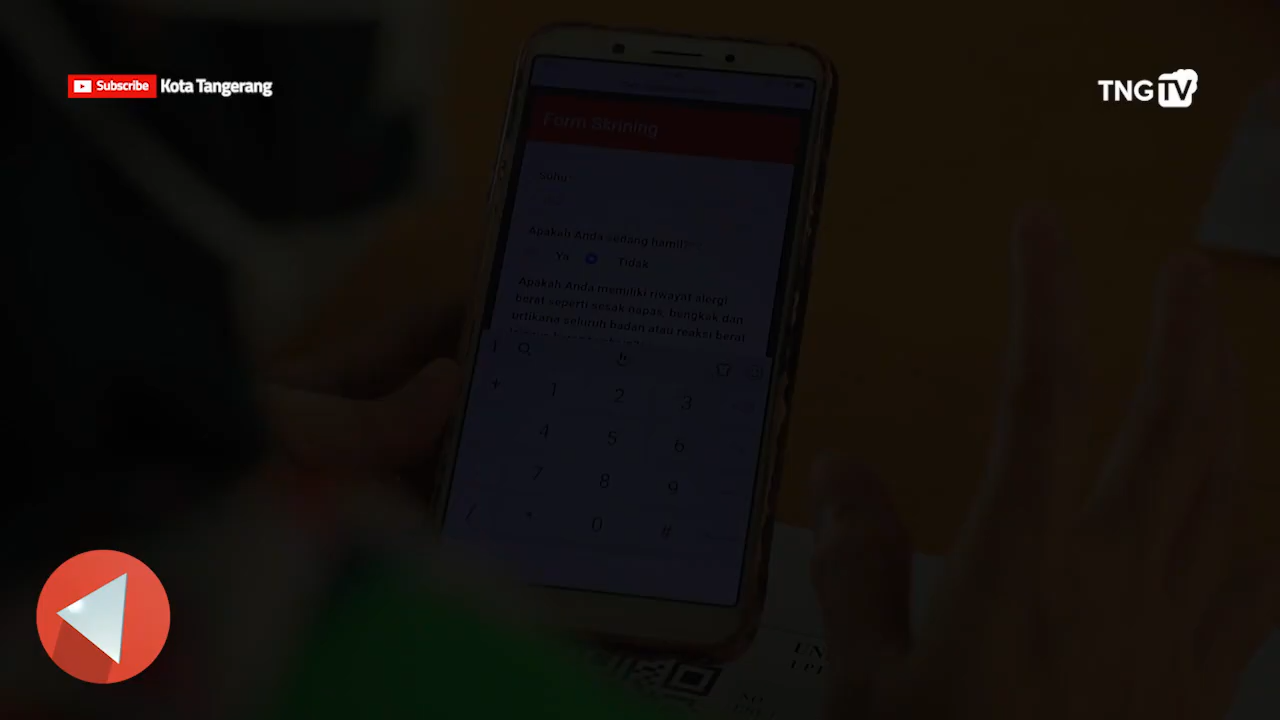 Subscribe Kota Tangerang
TNG TV
Form Skrining
Suhu
Apakah Anda sedang hamil?
Ya
Tidak
Apakah Anda memiliki riwayat alergi
berat seperti sesak napas, bengkak dan
urtikaria seluruh badan atau reaksi berat
+ 1 2 3
4 5 6
7 8 9
( * 0 #
UN
UPT